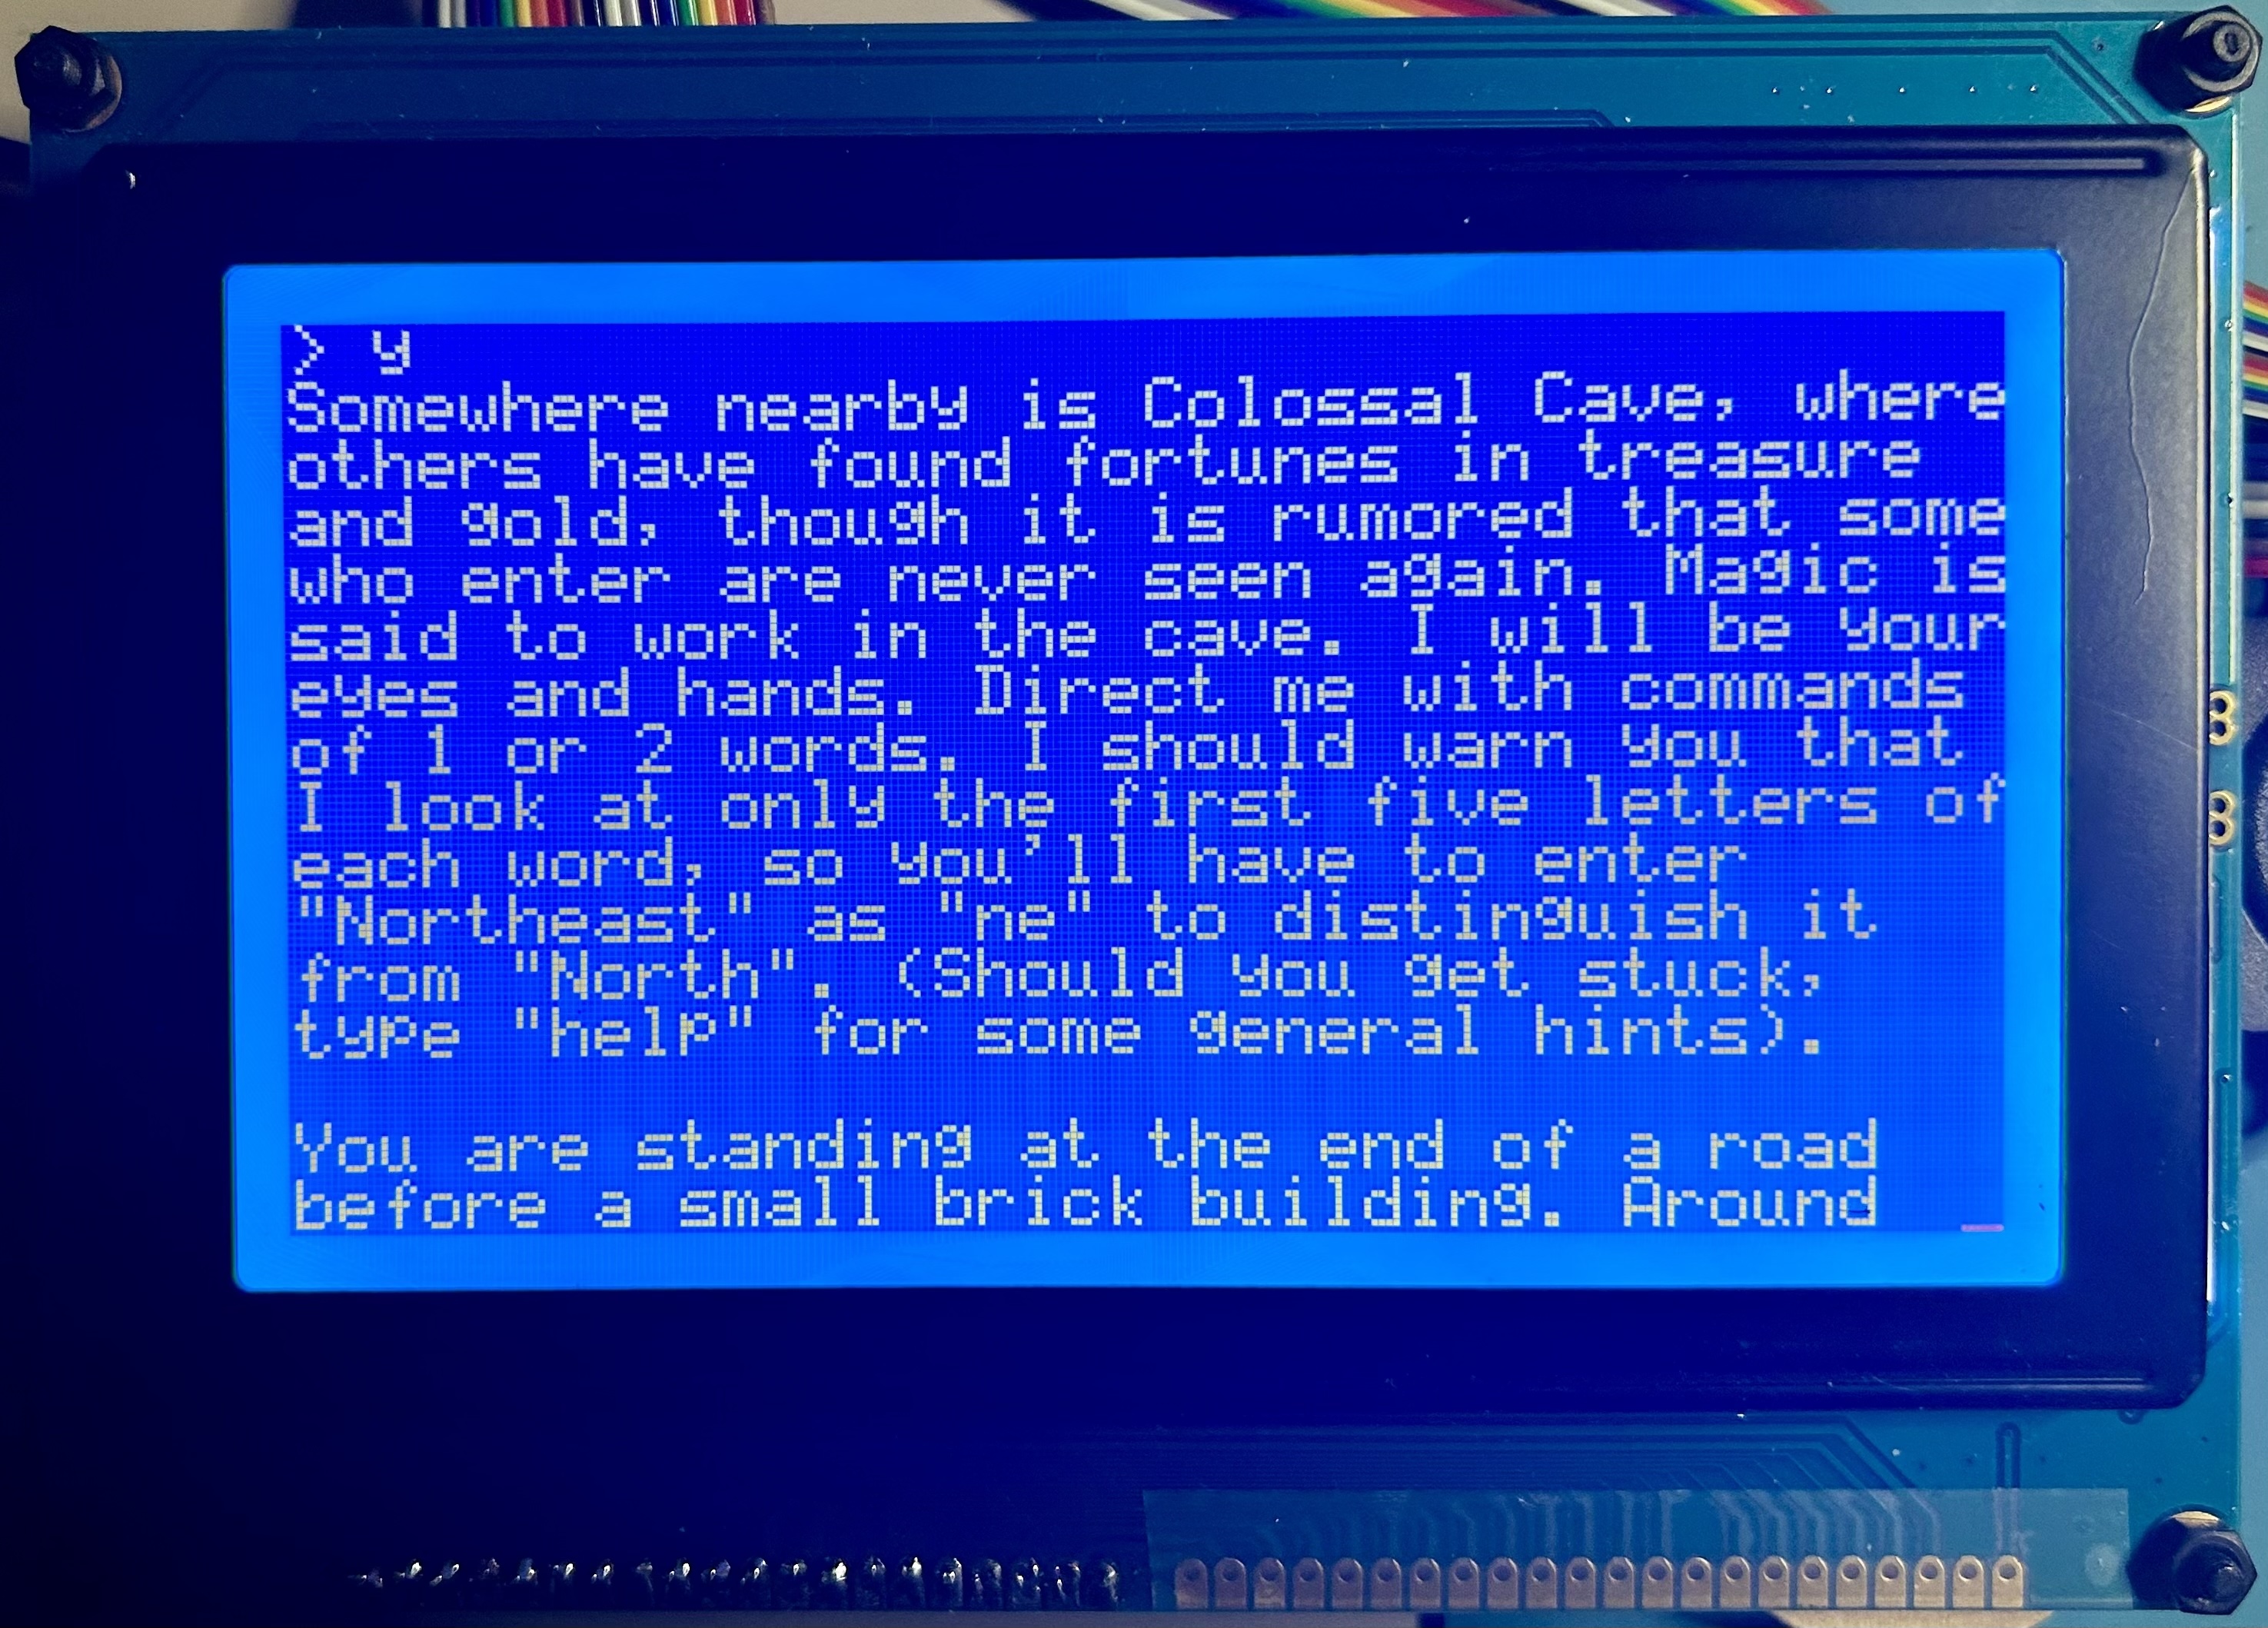 > y
Somewhere nearby is Colossal Cave, where
others have found fortunes in treasure
and gold, though it is rumored that some
who enter are never seen again. Magic is
said to work in the cave. I will be your
eyes and hands. Direct me with commands
of 1 or 2 words. I should warn you that
I look at only the first five letters of
each word, so you'll have to enter
"Northeast" as "ne" to distinguish it
from "North". (Should you get stuck,
type "help" for some general hints).
You are standing at the end of a road
before a small brick building. Around